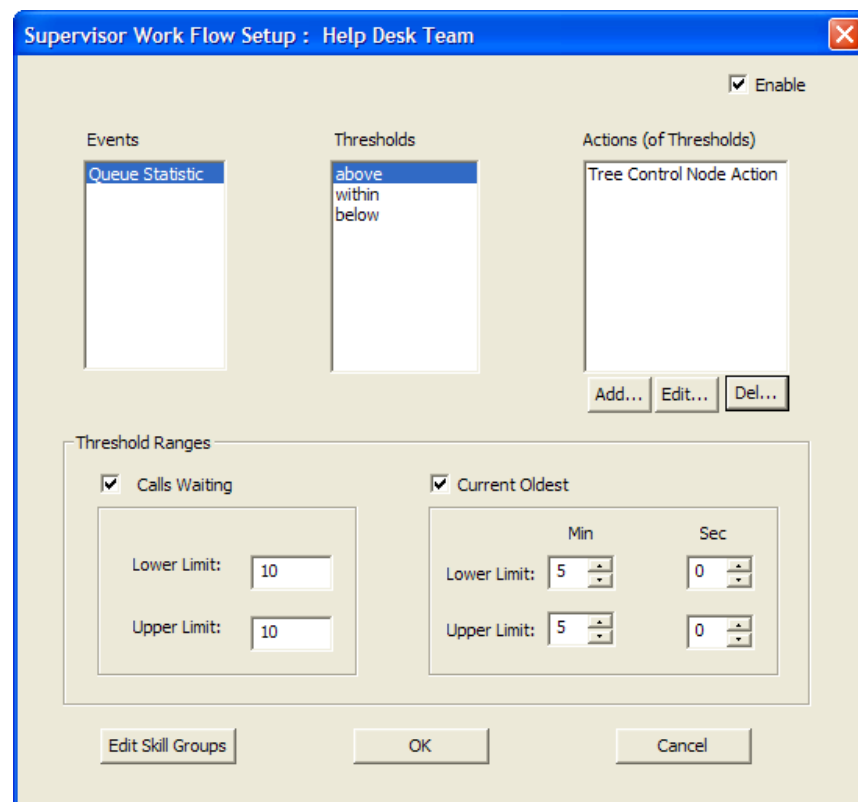 Supervisor Work Flow Setup : Help Desk Team
Enable
Events
Thresholds
Actions (of Thresholds)
Queue Statistic
above
within
below
Tree Control Node Action
Add...
Edit...
Del...
Threshold Ranges
Calls Waiting
Current Oldest
Min
Sec
Lower Limit:
10
Lower Limit:
5
0
Upper Limit:
10
Upper Limit:
5
0
Edit Skill Groups
OK
Cancel